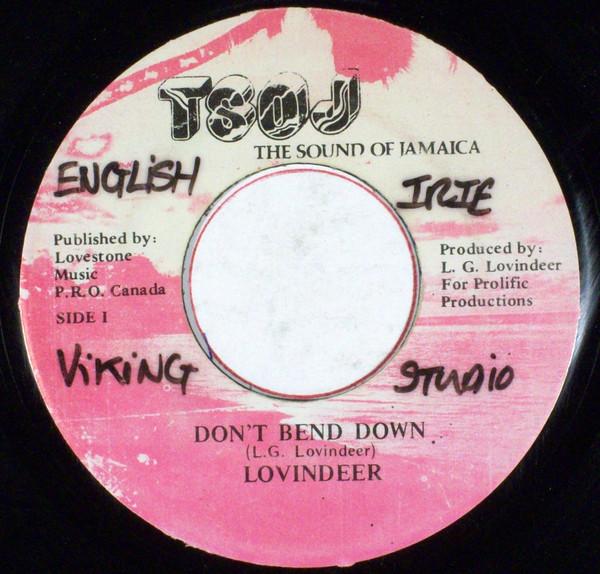 TSOJ
THE SOUND OF JAMAICA
ENGLISH
IRIE
Published by:
Lovestone
Music
P.R.O. Canada
SIDE I
Produced by:
L. G. Lovindeer
For Prolific
Productions
VIKING
STUDIO
DON'T BEND DOWN
(L.G. Lovindeer)
LOVINDEER